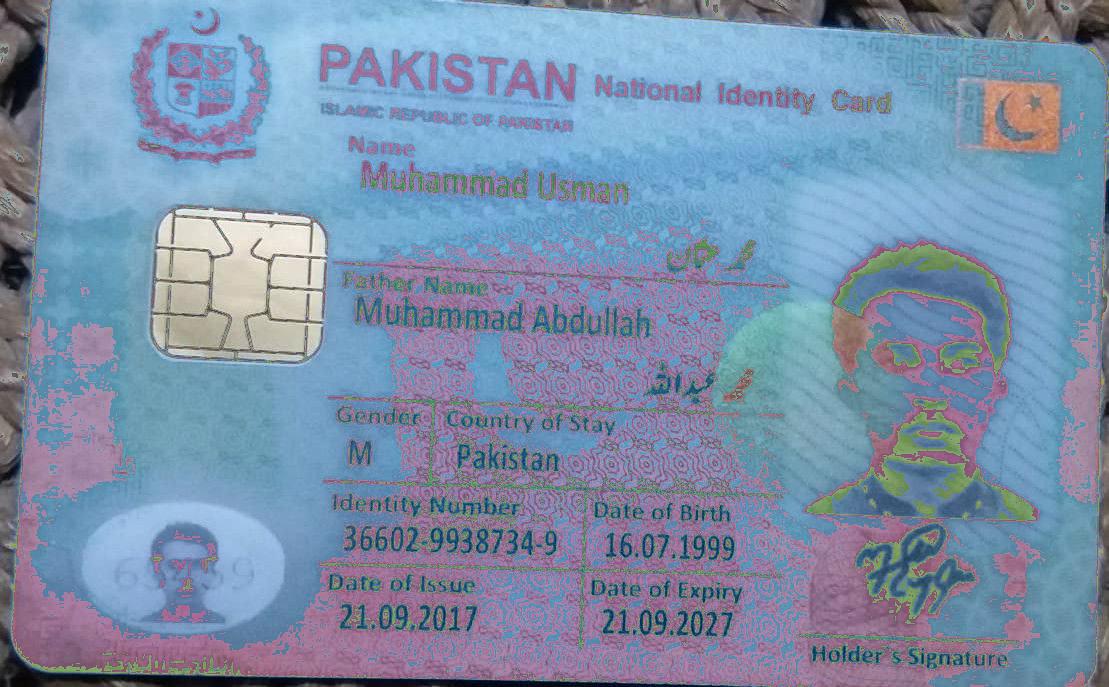 PAKISTAN National Identity Card
ISLAMIC REPUBLIC OF PAKISTAN
Name
Muhammad Usman
محمد عثمان
Father Name
Muhammad Abdullah
محمد عبداللہ
Gender Country of Stay
M Pakistan
Identity Number Date of Birth
36602-9938734-9 16.07.1999
Date of Issue Date of Expiry
21.09.2017 21.09.2027
Holder's Signature